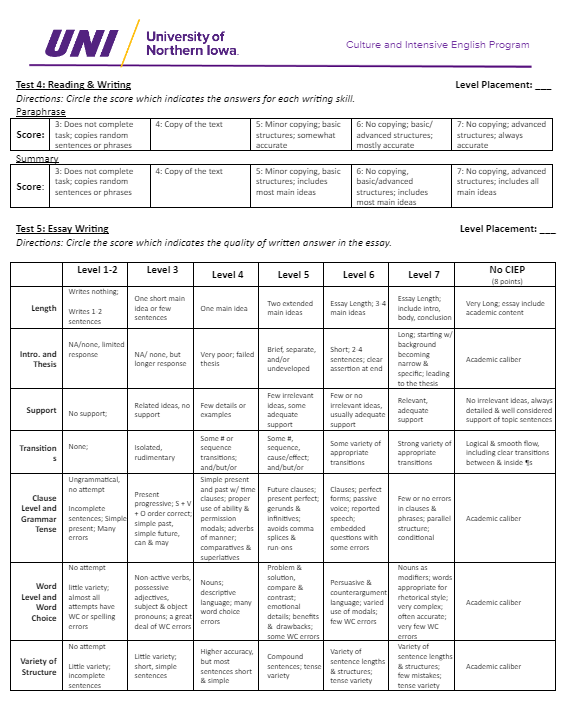 UNI
University of
Northern Iowa.
Culture and Intensive English Program
Test 4: Reading & Writing
Level Placement: ___
Directions: Circle the score which indicates the answers for each writing skill.
Paraphrase
Score:
3: Does not complete
task; copies random
sentences or phrases
4: Copy of the text
5: Minor copying; basic
structures; somewhat
accurate
6: No copying; basic/
advanced structures;
mostly accurate
7: No copying; advanced
structures; always
accurate
Summary
Score:
3: Does not complete
task; copies random
sentences or phrases
4: Copy of the text
5: Minor copying, basic
structures; includes
most main ideas
6: No copying,
basic/advanced
structures; includes
most main ideas
7: No copying, advanced
structures; includes all
main ideas
Test 5: Essay Writing
Level Placement: ___
Directions: Circle the score which indicates the quality of written answer in the essay.
Level 1-2
Level 3
Level 4
Level 5
Level 6
Level 7
No CIEP
(8 points)
Length
Writes nothing;
Writes 1-2
sentences
One short main
idea or few
sentences
One main idea
Two extended
main ideas
Essay Length; 3-4
main ideas
Essay Length;
include intro,
body, conclusion
Very Long; essay include
academic content
Intro. and
Thesis
NA/none, limited
response
NA/ none, but
longer response
Very poor; failed
thesis
Brief, separate,
and/or
undeveloped
Short; 2-4
sentences; clear
assertion at end
Long; starting w/
background
becoming
narrow &
specific; leading
to the thesis
Academic caliber
Support
No support;
Related ideas, no
support
Few details or
examples
Few irrelevant
ideas, some
adequate
support
Few or no
irrelevant ideas,
usually adequate
support
Relevant,
adequate
support
No irrelevant ideas, always
detailed & well considered
support of topic sentences
Transition
s
None;
Isolated,
rudimentary
Some # or
sequence
transitions;
and/but/or
Some #,
sequence,
cause/effect;
and/but/or
Some variety of
appropriate
transitions
Strong variety of
appropriate
transitions
Logical & smooth flow,
including clear transitions
between & inside ¶s
Clause
Level and
Grammar
Tense
Ungrammatical,
no attempt
Incomplete
sentences; Simple
present; Many
errors
Present
progressive; S + V
+ O order correct;
simple past,
simple future,
can & may
Simple present
and past w/ time
clauses; proper
use of ability &
permission
modals; adverbs
of manner;
comparatives &
superlatives
Future clauses;
present perfect;
gerunds &
infinitives;
avoids comma
splices &
run ons
Clauses; perfect
forms; passive
voice; reported
speech;
embedded
questions with
some errors
Few or no errors
in clauses &
phrases; parallel
structure;
conditional
Academic caliber
Word
Level and
Word
Choice
No attempt
little variety;
almost all
attempts have
WC or spelling
errors
Non-active verbs,
possessive
adjectives,
subject & object
pronouns; a great
deal of WC errors
Nouns;
descriptive
language; many
word choice
errors
Problem &
solution,
compare &
contrast;
emotional
details; benefits
& drawbacks;
some WC errors
Persuasive &
counterargument
language; varied
use of modals;
few WC errors
Nouns as
modifiers; words
appropriate for
rhetorical style;
very complex;
often accurate;
very few WC
errors
Academic caliber
Variety of
Structure
No attempt
Little variety;
incomplete
sentences
Little variety;
short, simple
sentences
Higher accuracy,
but most
sentences short
& simple
Compound
sentences; tense
variety
Variety of
sentence lengths
& structures;
tense variety
Variety of
sentence lengths
& structures;
few mistakes;
tense variety
Academic caliber